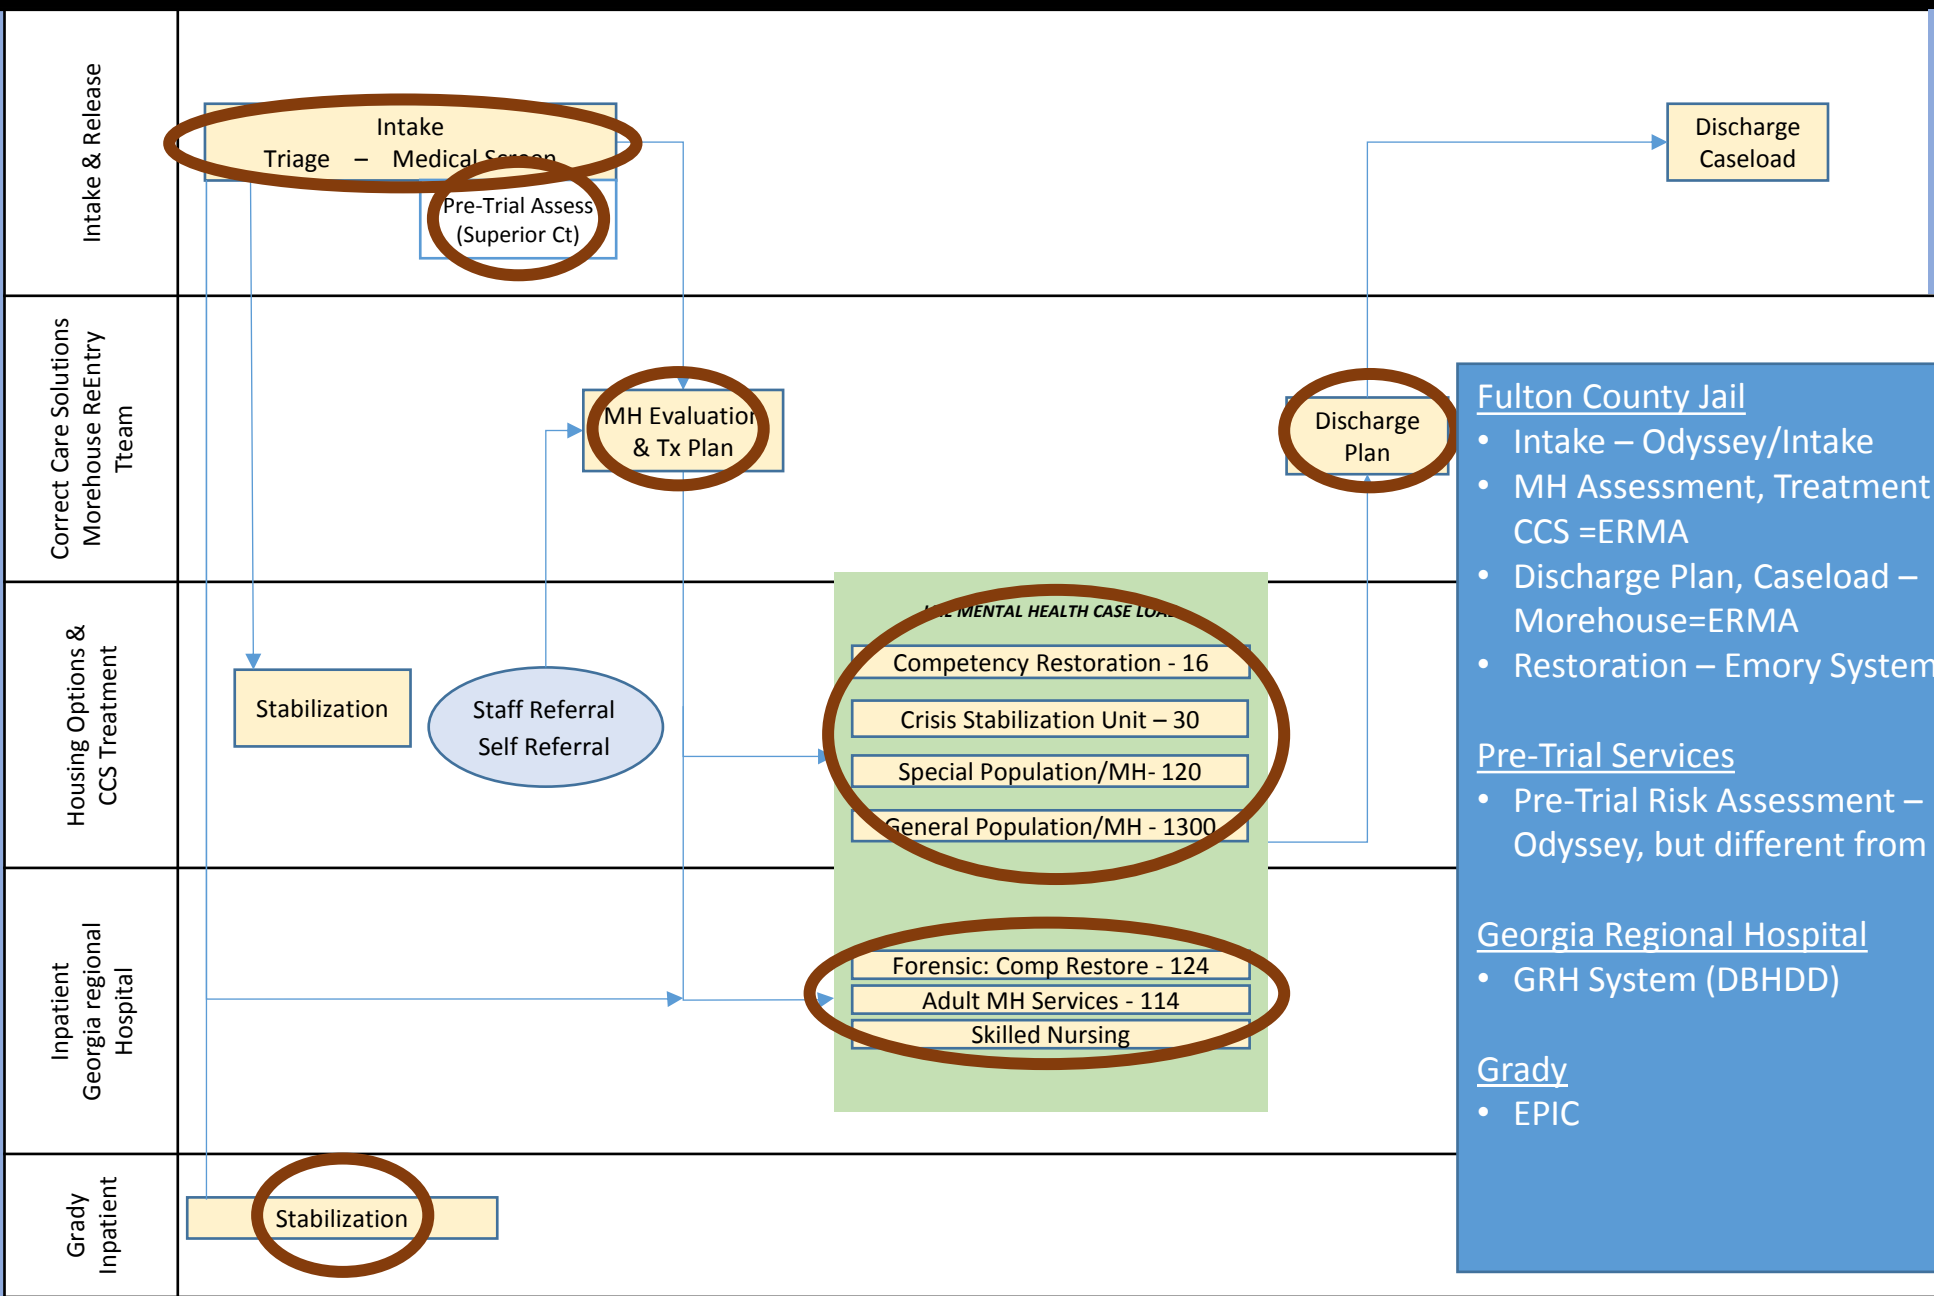 Intake & Release
Intake
Triage – Medical Screen
Pre-Trial Assess
(Superior Ct)
Discharge
Caseload
Correct Care Solutions
Morehouse ReEntry
Tteam
MH Evaluation
& Tx Plan
Discharge
Plan
Housing Options &
CCS Treatment
Stabilization
Staff Referral
Self Referral
MENTAL HEALTH CASE
Competency Restoration - 16
Crisis Stabilization Unit – 30
Special Population/MH- 120
General Population/MH - 1300
Inpatient
Georgia regional
Hospital
Forensic: Comp Restore - 124
Adult MH Services - 114
Skilled Nursing
Grady
Inpatient
Stabilization
Fulton County Jail
• Intake – Odyssey/Intake
• MH Assessment, Treatment
CCS =ERMA
• Discharge Plan, Caseload –
Morehouse=ERMA
• Restoration – Emory System
Pre-Trial Services
• Pre-Trial Risk Assessment –
Odyssey, but different from
Georgia Regional Hospital
• GRH System (DBHDD)
Grady
• EPIC